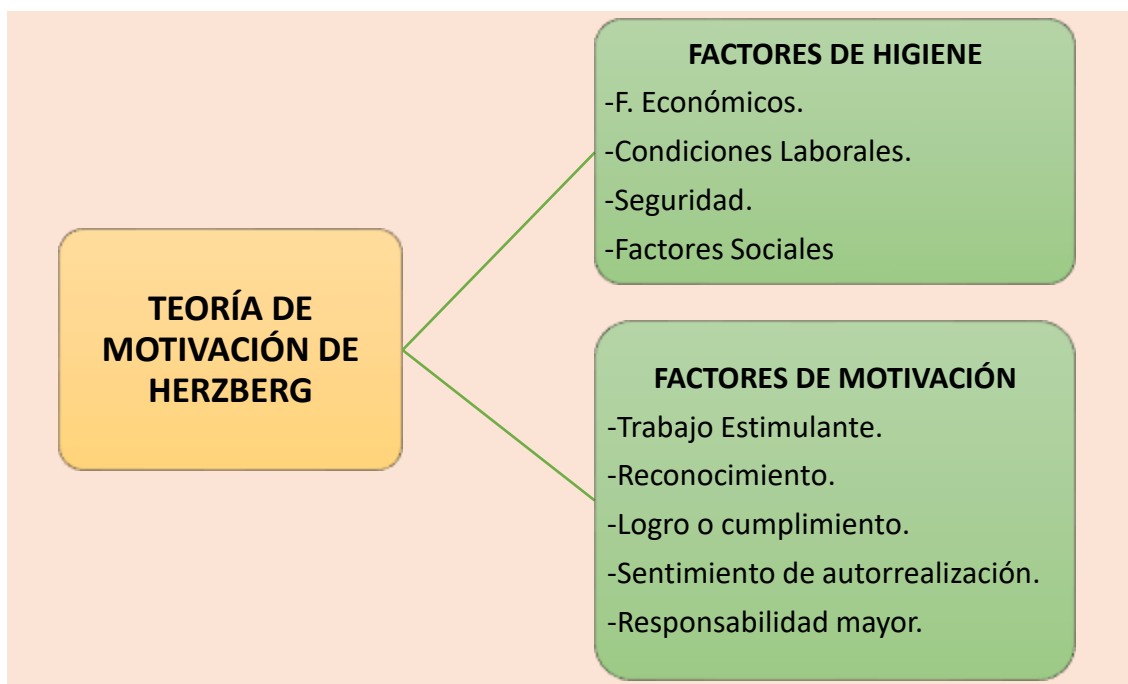 TEORÍA DE
MOTIVACIÓN DE
HERZBERG
FACTORES DE HIGIENE
-F. Económicos.
-Condiciones Laborales.
-Seguridad.
-Factores Sociales
FACTORES DE MOTIVACIÓN
-Trabajo Estimulante.
-Reconocimiento.
-Logro o cumplimiento.
-Sentimiento de autorrealización.
-Responsabilidad mayor.